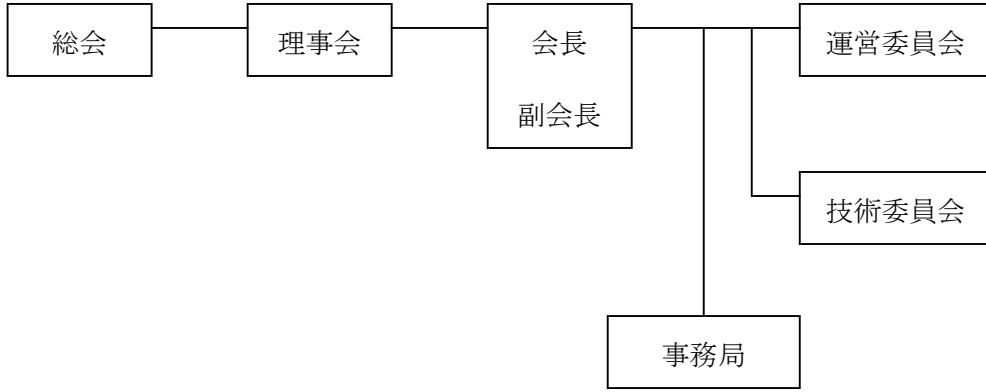 総会
理事会
会長
副会長
運営委員会
技術委員会
事務局